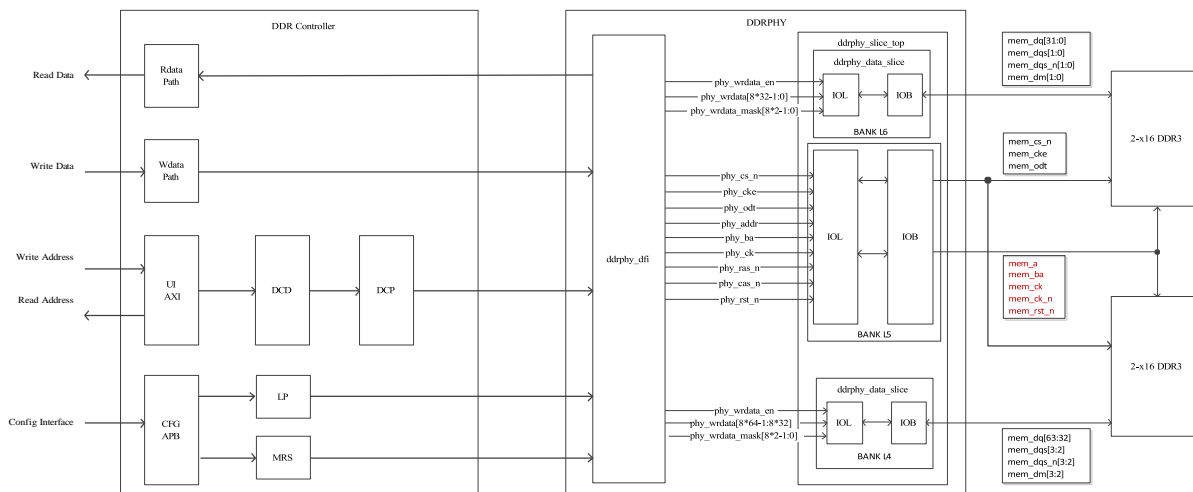 DDR Controller
DDRPHY
Read Data
Rdata
Path
Write Data
Wdata
Path
Write Address
Read Address
UI
AXI
DCD
DCP
Config Interface
CFG
APB
LP
MRS
ddrphy_dfi
phy_wrdata_en
phy_wrdata[8*32-1:0]
phy_wrdata_mask[8*2-1:0]
phy_cs_n
phy_cke
phy_odt
phy_addr
phy_ba
phy_ck
phy_ras_n
phy_cas_n
phy_rst_n
phy_wrdata_en
phy_wrdata[8*64-1:8*32]
phy_wrdata_mask[8*2-1:0]
ddrphy_slice_top
ddrphy_data_slice
IOL
IOB
BANK L6
IOL
IOB
BANK L5
ddrphy_data_slice
IOL
IOB
BANK L4
mem_dq[31:0]
mem_dqs[1:0]
mem_dqs_n[1:0]
mem_dm[1:0]
mem_cs_n
mem_cke
mem_odt
mem_a
mem_ba
mem_ck
mem_ck_n
mem_rst_n
mem_dq[63:32]
mem_dqs[3:2]
mem_dqs_n[3:2]
mem_dm[3:2]
2-x16 DDR3
2-x16 DDR3